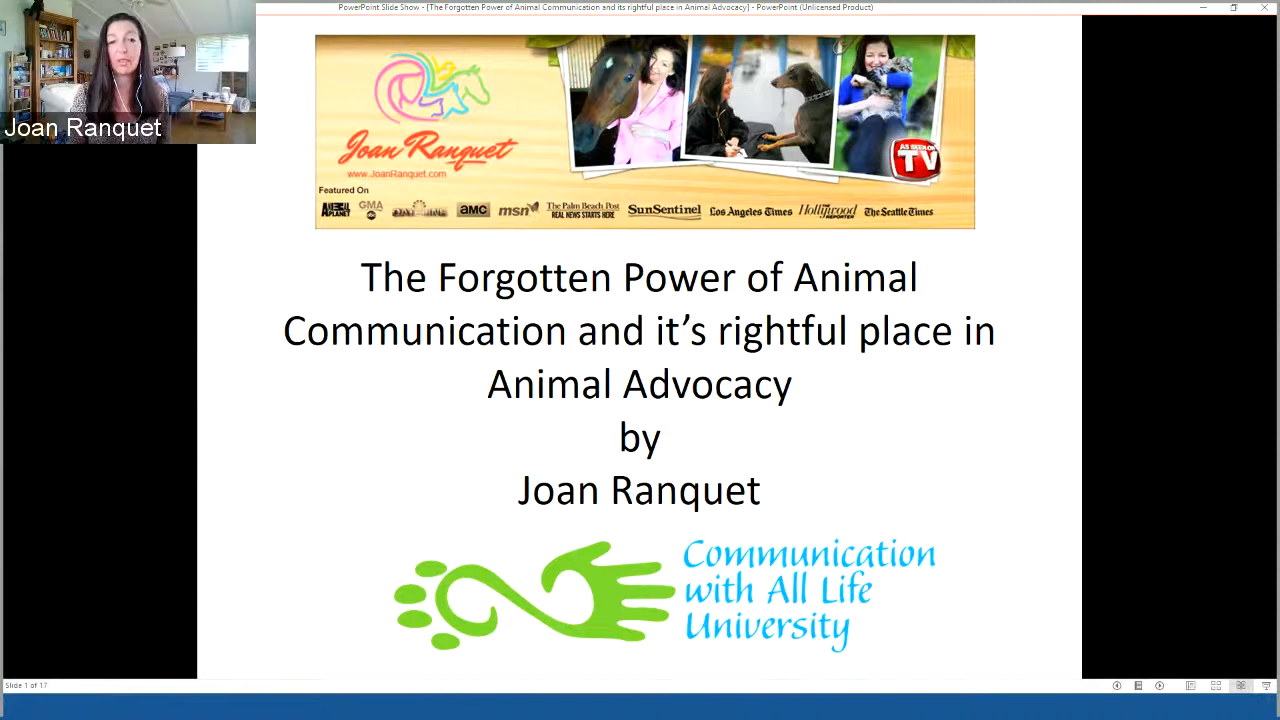 PowerPoint Slide Show - [The Forgotten Power of Animal Communication and its rightful place in Animal Advocacy] - PowerPoint (Unlicensed Product)
Joan Ranquet
Joan Ranquet
www.JoanRanquet.com
AS SEEN ON
TV
Featured On
ANIMAL PLANET
GMA
abc
AMC
msn
The Palm Beach Post
REAL NEWS STARTS HERE
SunSentinel
Los Angeles Times
Hollywood
REPORTER
The Seattle Times
The Forgotten Power of Animal
Communication and it’s rightful place in
Animal Advocacy
by
Joan Ranquet
Communication
with All Life
University
Slide 1 of 17